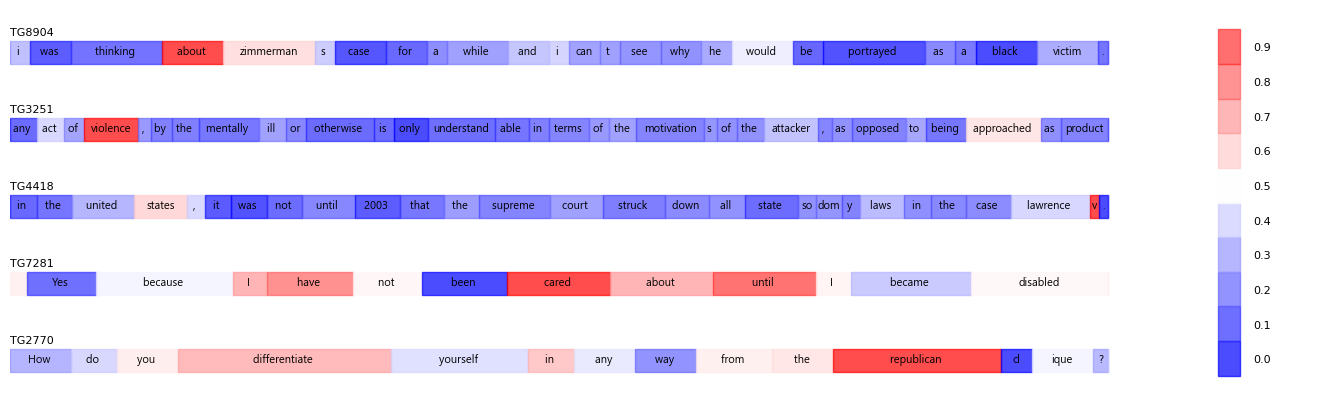 TG8904
i was thinking about zimmerman s case for a while and i can t see why he would be portrayed as a black victim .
TG3251
any act of violence , by the mentally ill or otherwise is only understand able in terms of the motivation s of the attacker , as opposed to being approached as product
TG4418
in the united states , it was not until 2003 that the supreme court struck down all state so dom y laws in the case lawrence v .
TG7281
Yes because I have not been cared about until I became disabled
TG2770
How do you differentiate yourself in any way from the republican cl ique ?
0.9
0.8
0.7
0.6
0.5
0.4
0.3
0.2
0.1
0.0